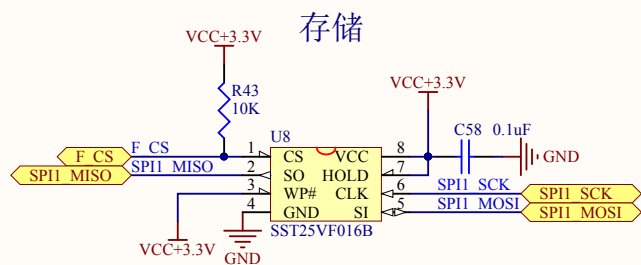 存储
VCC+3.3V
R43
10K
VCC+3.3V
U8
C58 0.1uF
F_CS F_CS 1 CS VCC 8
GND
SPI1_MISO SPI1_MISO 2 SO HOLD 7
3 WP# CLK 6 SPI1_SCK SPI1_SCK
4 GND SI 5 SPI1_MOSI SPI1_MOSI
SST25VF016B
VCC+3.3V
GND